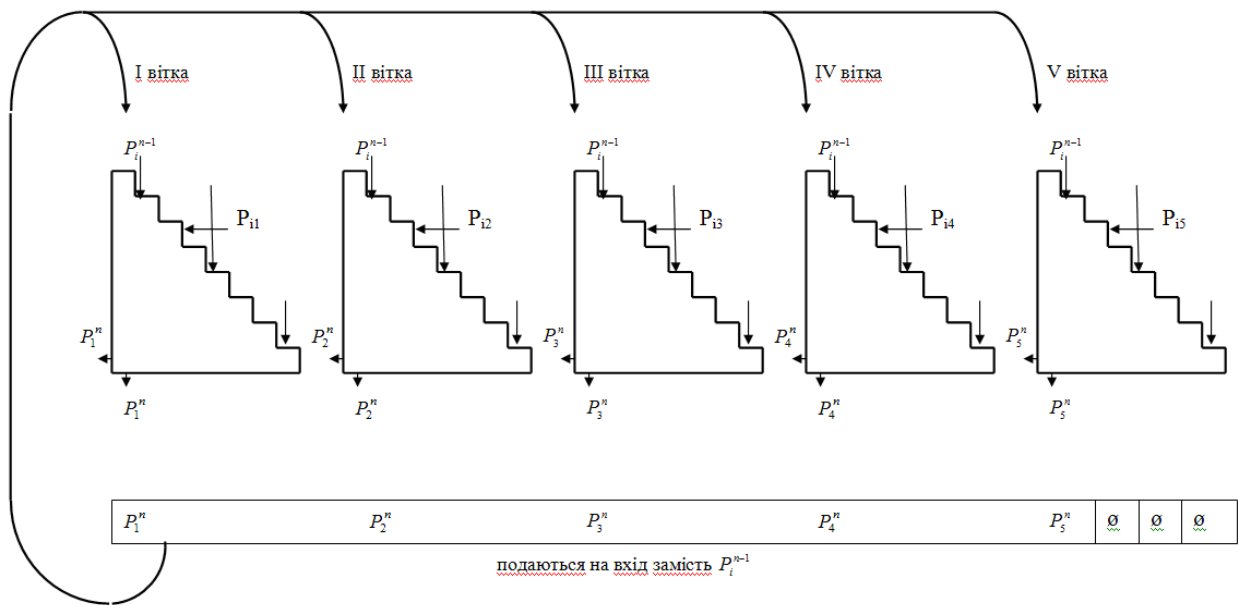 I вітка II вітка III вітка IV вітка V вітка
P_i^{n-1} P_i^{n-1} P_i^{n-1} P_i^{n-1} P_i^{n-1}
P_{i1} P_{i2} P_{i3} P_{i4} P_{i5}
P_1^n P_2^n P_3^n P_4^n P_5^n
P_1^n P_2^n P_3^n P_4^n P_5^n
P_1^n P_2^n P_3^n P_4^n P_5^n Ø Ø Ø
подаються на вхід замість P_i^{n-1}